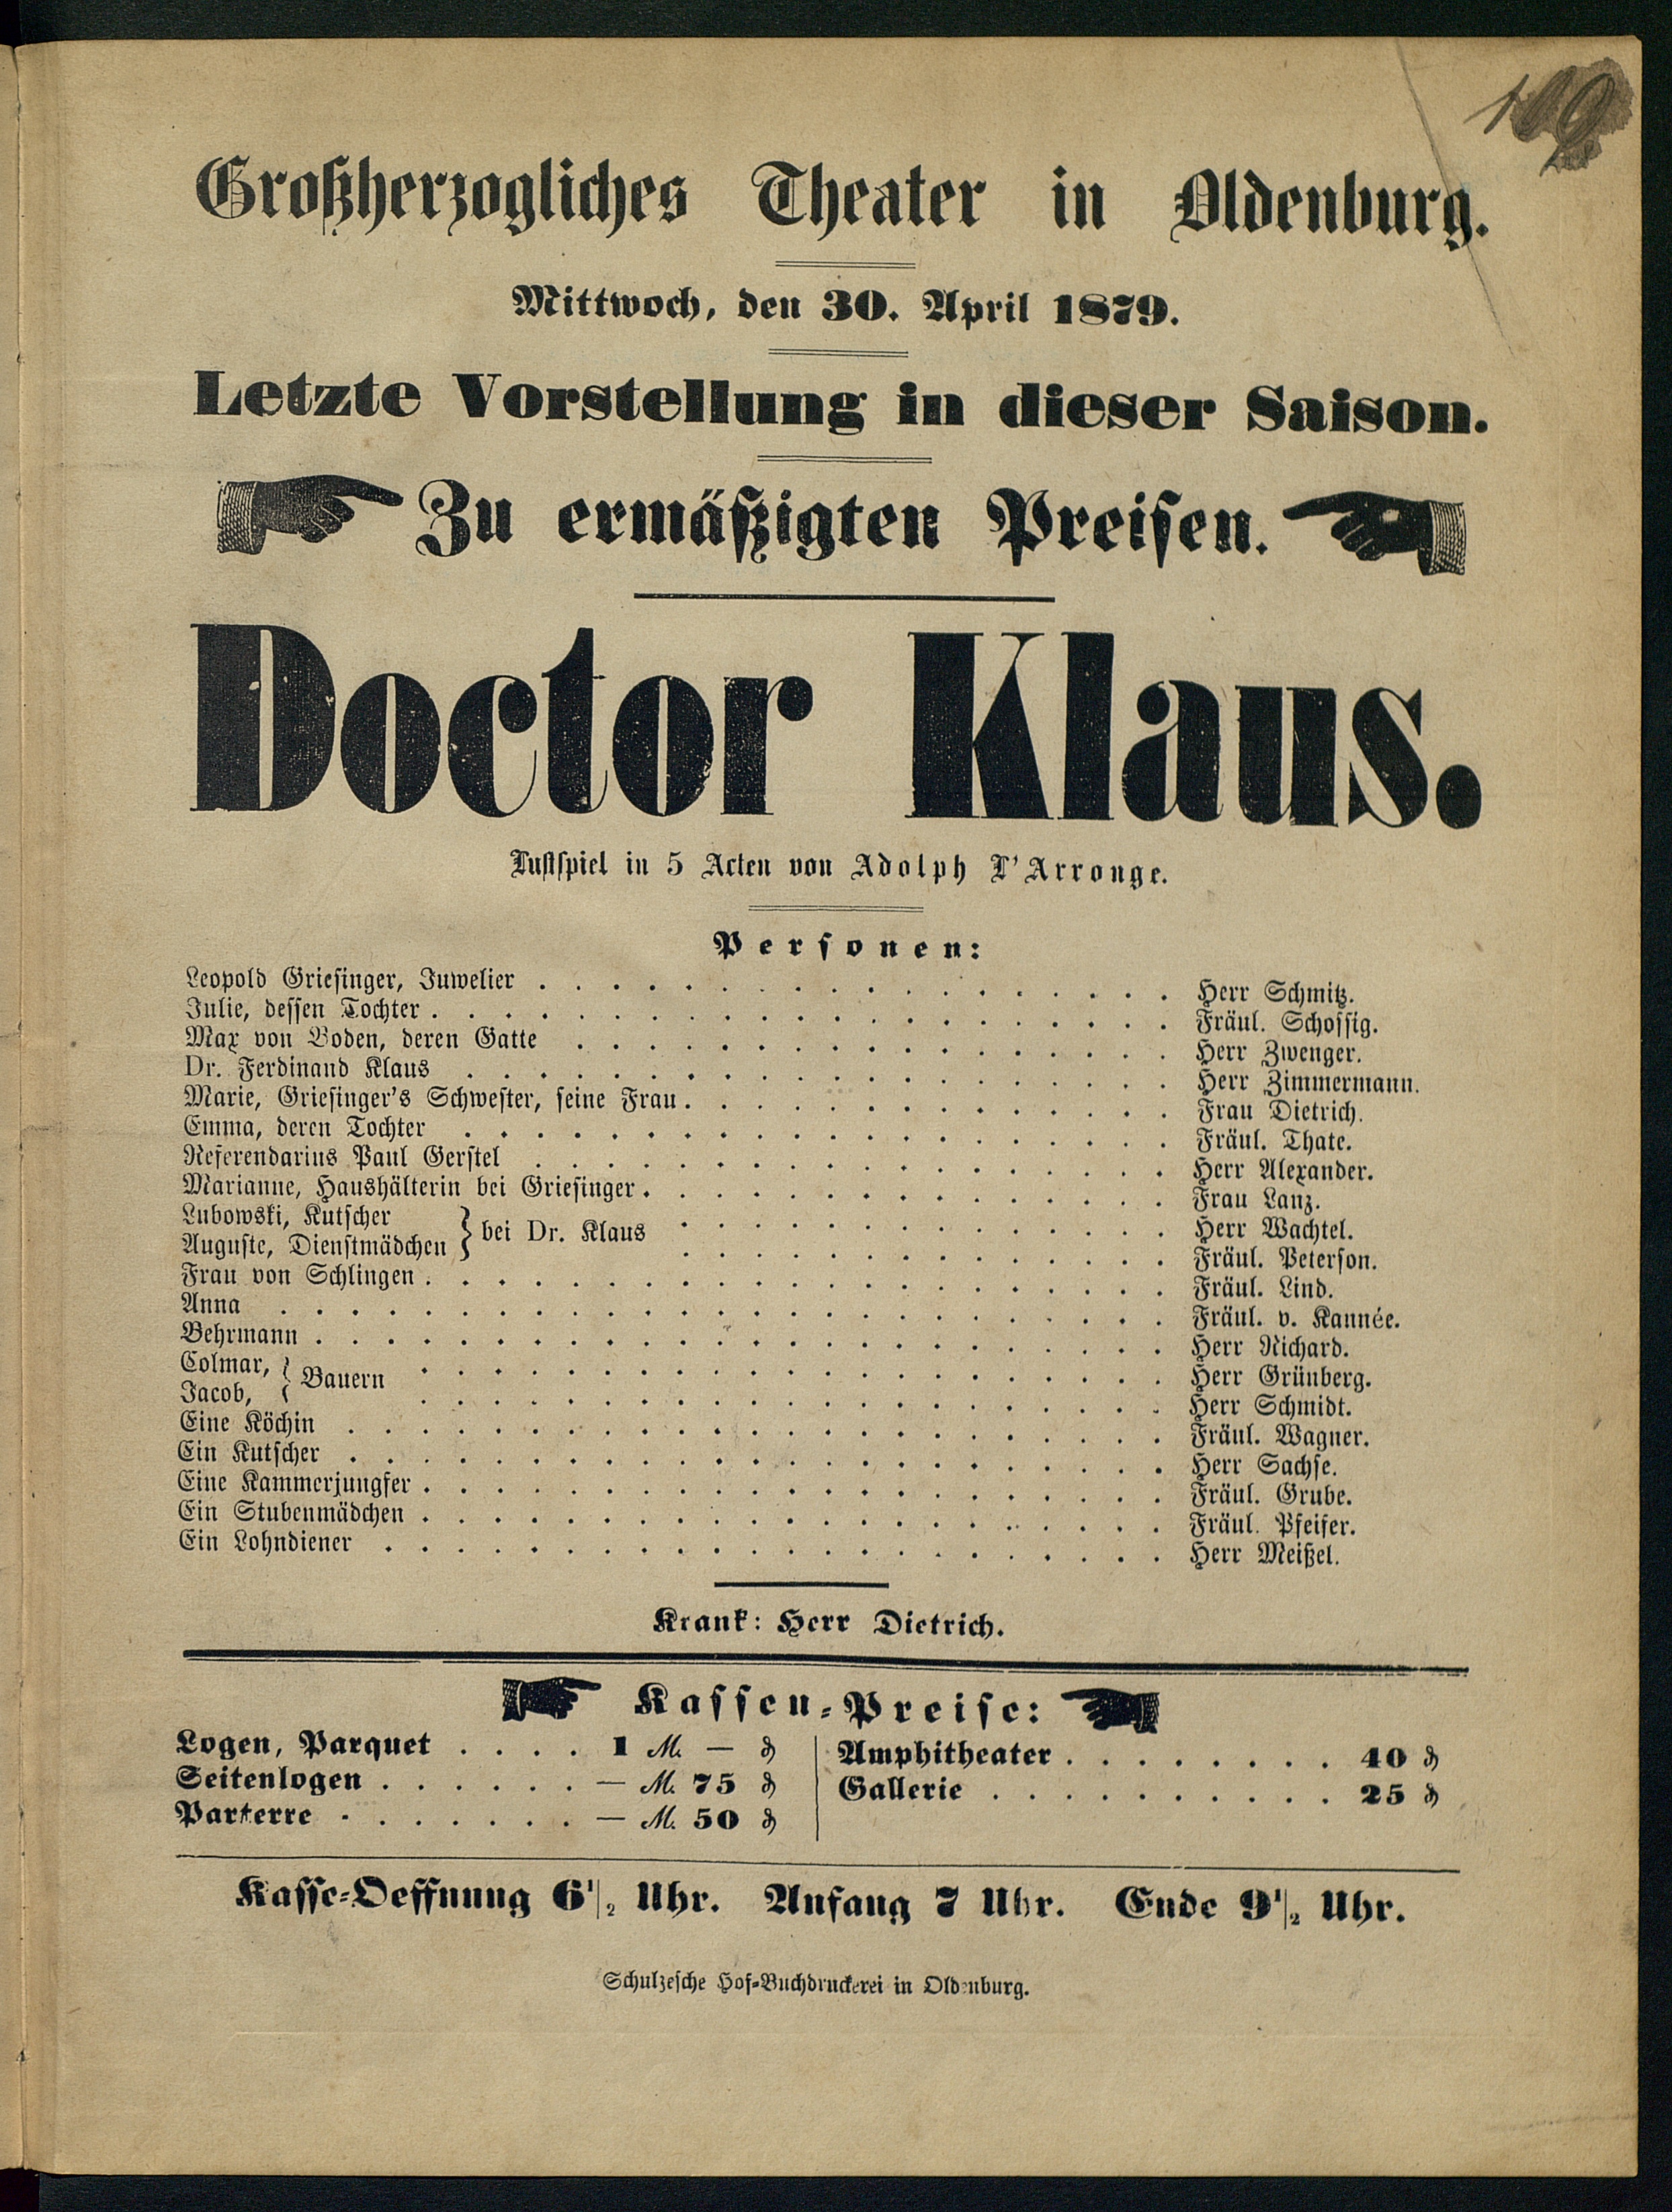 Großherzogliches Theater in Oldenburg.
Mittwoch, den 30. April 1879.
Letzte Vorstellung in dieser Saison.
Zu ermäßigten Preisen.
Doctor Klaus.
Lustspiel in 5 Acten von Adolph L'Arronge.
Personen:
Leopold Griesinger, Juwelier . . . . . . . . . . . . . . . . . . Herr Schmitz.
Julie, dessen Tochter . . . . . . . . . . . . . . . . . . . . . Fräul. Schossig.
Max von Boden, deren Gatte . . . . . . . . . . . . . . . . . Herr Zwenger.
Dr. Ferdinand Klaus . . . . . . . . . . . . . . . . . . . . Herr Zimmermann.
Marie, Griesinger's Schwester, seine Frau . . . . . . . . . . . . . . Frau Dietrich.
Emma, deren Tochter . . . . . . . . . . . . . . . . . . . . Fräul. Thate.
Referendarius Paul Gerstel . . . . . . . . . . . . . . . . . . Herr Alexander.
Marianne, Haushälterin bei Griesinger . . . . . . . . . . . . . . . Frau Lanz.
Lubowski, Kutscher } bei Dr. Klaus . . . . . . . . . . . . . . Herr Wachtel.
Auguste, Dienstmädchen } . . . . . . . . . . . . . . Fräul. Peterson.
Frau von Schlingen . . . . . . . . . . . . . . . . . . . . . Fräul. Lind.
Anna . . . . . . . . . . . . . . . . . . . . . . . . . Fräul. v. Kannée.
Behrmann . . . . . . . . . . . . . . . . . . . . . . . . Herr Richard.
Colmar, } Bauern . . . . . . . . . . . . . . . . . . . . . Herr Grünberg.
Jacob, } . . . . . . . . . . . . . . . . . . . . . Herr Schmidt.
Eine Köchin . . . . . . . . . . . . . . . . . . . . . . . Fräul. Wagner.
Ein Kutscher . . . . . . . . . . . . . . . . . . . . . . . Herr Sachse.
Eine Kammerjungfer . . . . . . . . . . . . . . . . . . . . . Fräul. Grube.
Ein Stubenmädchen . . . . . . . . . . . . . . . . . . . . . Fräul. Pfeifer.
Ein Lohndiener . . . . . . . . . . . . . . . . . . . . . . Herr Meißel.
Krank: Herr Dietrich.
Kassen-Preise:
Logen, Parquet . . . . 1 M. — ₰
Seitenlogen . . . . . . — M. 75 ₰
Parterre . . . . . . . — M. 50 ₰
Amphitheater . . . . . . . . 40 ₰
Gallerie . . . . . . . . . . 25 ₰
Kasse-Oeffnung 6 1/2 Uhr. Anfang 7 Uhr. Ende 9 1/2 Uhr.
Schulzesche Hof-Buchdruckerei in Oldenburg.